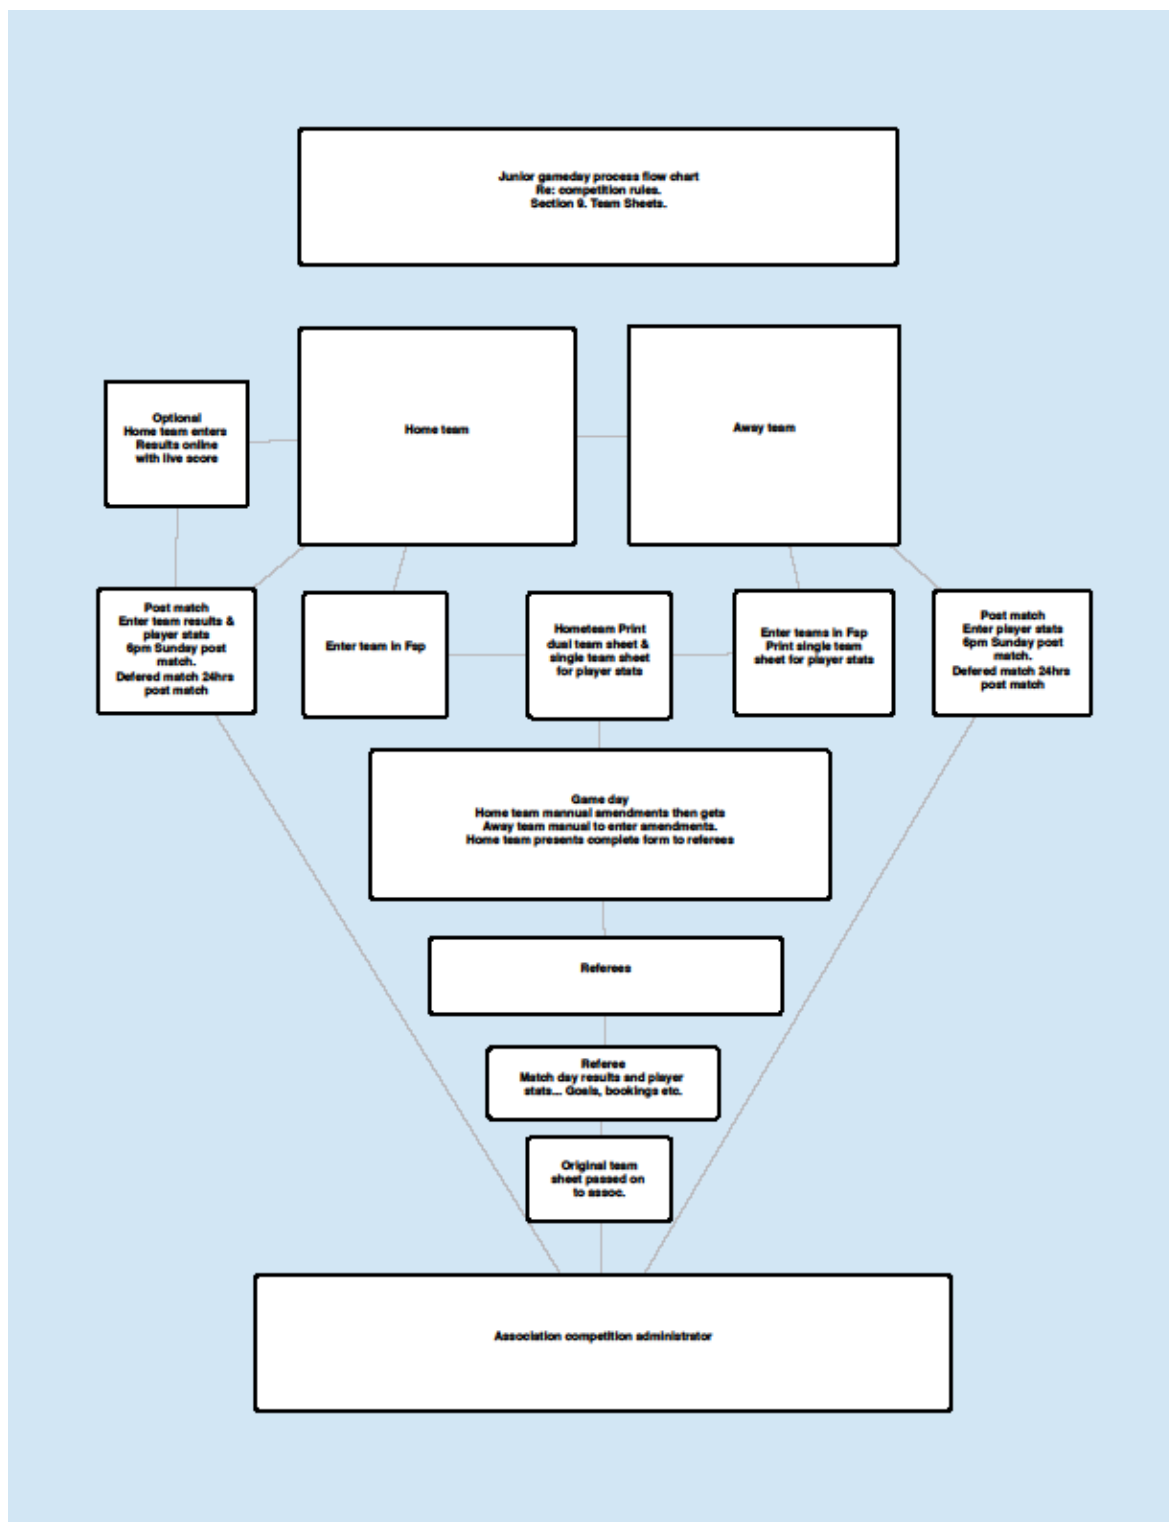 Junior gameday process flow chart
Re: competition rules.
Section 9. Team Sheets.
Optional
Home team enters
Results online
with live score
Home team
Away team
Post match
Enter team results &
player stats
6pm Sunday post
match.
Defered match 24hrs
post match
Enter team in Fsp
Hometeam Print
dual team sheet &
single team sheet
for player stats
Enter teams in Fsp
Print single team
sheet for player stats
Post match
Enter player stats
6pm Sunday post
match.
Defered match 24hrs
post match
Game day
Home team mannual amendments then gets
Away team manual to enter amendments.
Home team presents complete form to referees
Referees
Referee
Match day results and player
stats... Goals, bookings etc.
Original team
sheet passed on
to assoc.
Association competition administrator